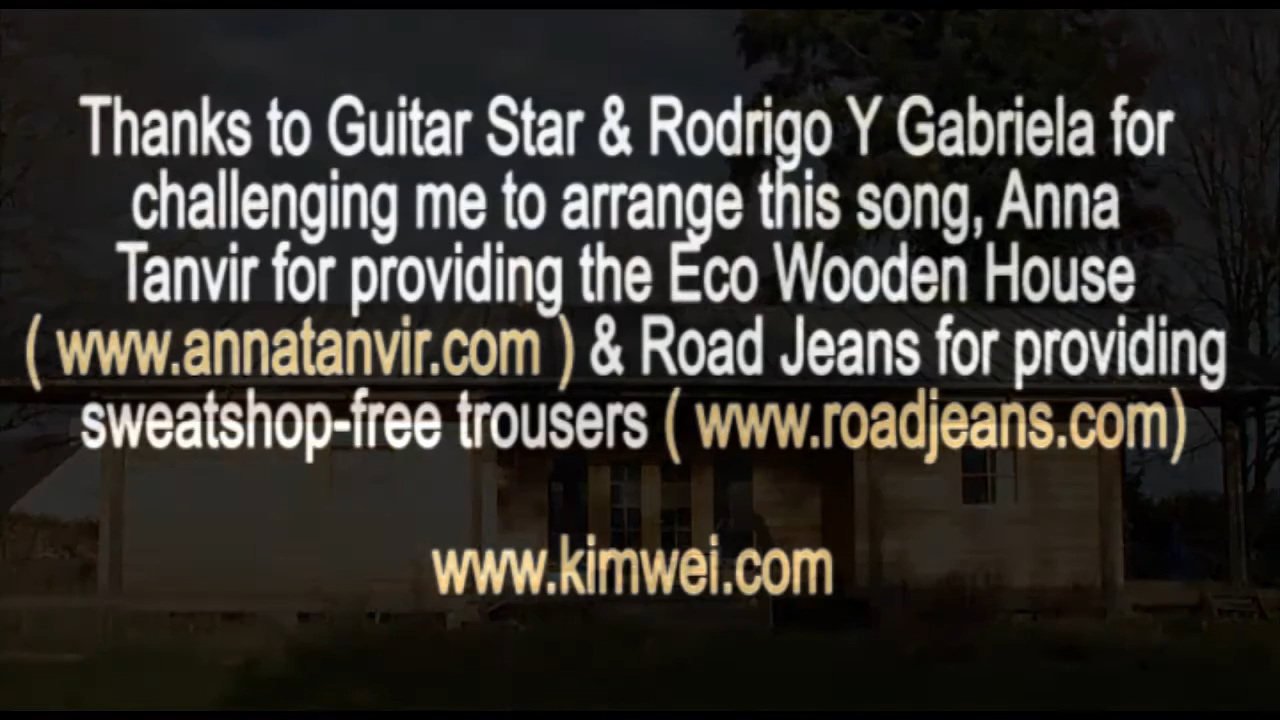 Thanks to Guitar Star & Rodrigo Y Gabriela for
challenging me to arrange this song, Anna
Tanvir for providing the Eco Wooden House
( www.annatanvir.com ) & Road Jeans for providing
sweatshop-free trousers ( www.roadjeans.com)
www.kimwei.com